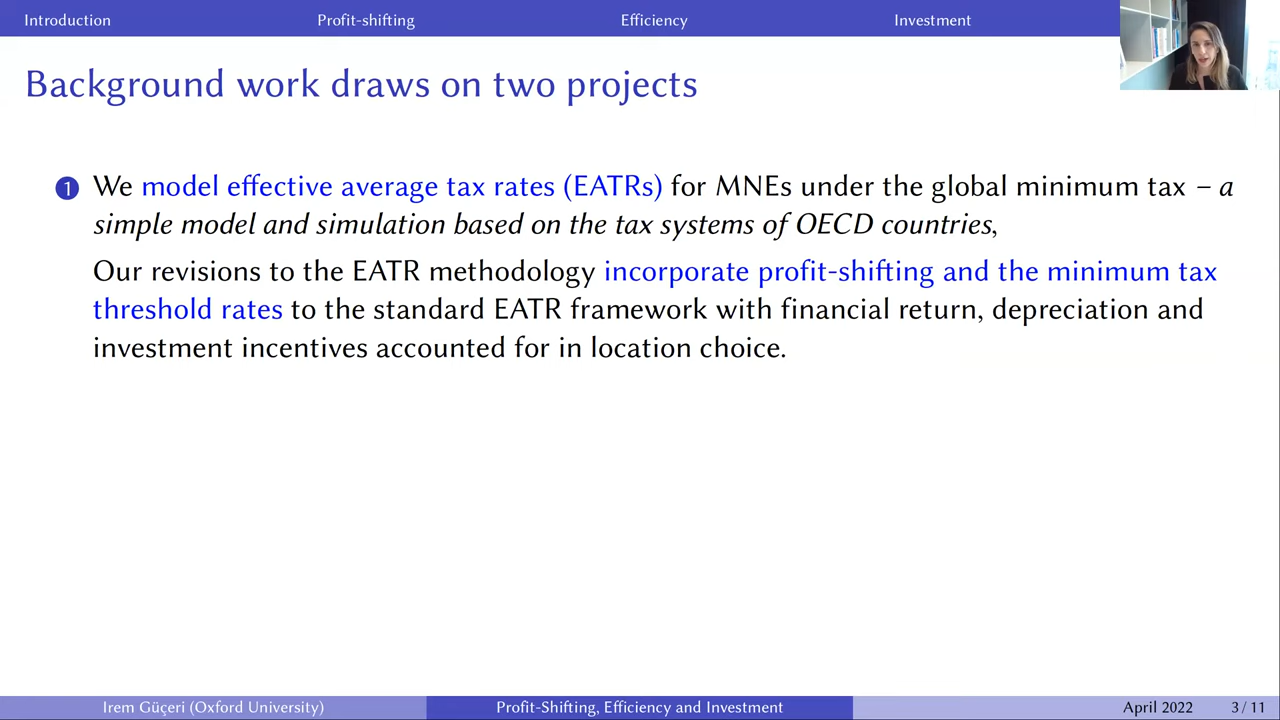 Introduction Profit-shifting Efficiency Investment
Background work draws on two projects
1 We model effective average tax rates (EATRs) for MNEs under the global minimum tax – a
simple model and simulation based on the tax systems of OECD countries,
Our revisions to the EATR methodology incorporate profit-shifting and the minimum tax
threshold rates to the standard EATR framework with financial return, depreciation and
investment incentives accounted for in location choice.
Irem Güçeri (Oxford University) Profit-Shifting, Efficiency and Investment April 2022 3 / 11